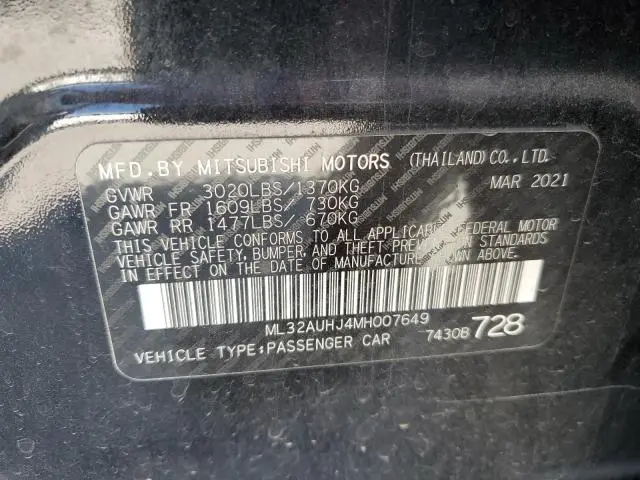 MFD.BY MITSUBISHI MOTORS (THAILAND)CO.,LTD.
GVWR 3020LBS/1370KG MAR 2021
GAWR FR 1609LBS/ 730KG
GAWR RR 1477LBS/ 670KG
THIS VEHICLE CONFORMS TO ALL APPLICABLE FEDERAL MOTOR
VEHICLE SAFETY, BUMPER, AND THEFT PREVENTION STANDARDS
IN EFFECT ON THE DATE OF MANUFACTURE SHOWN ABOVE.
ML32AUHJ4MH007649
VEHICLE TYPE:PASSENGER CAR 7430B 728